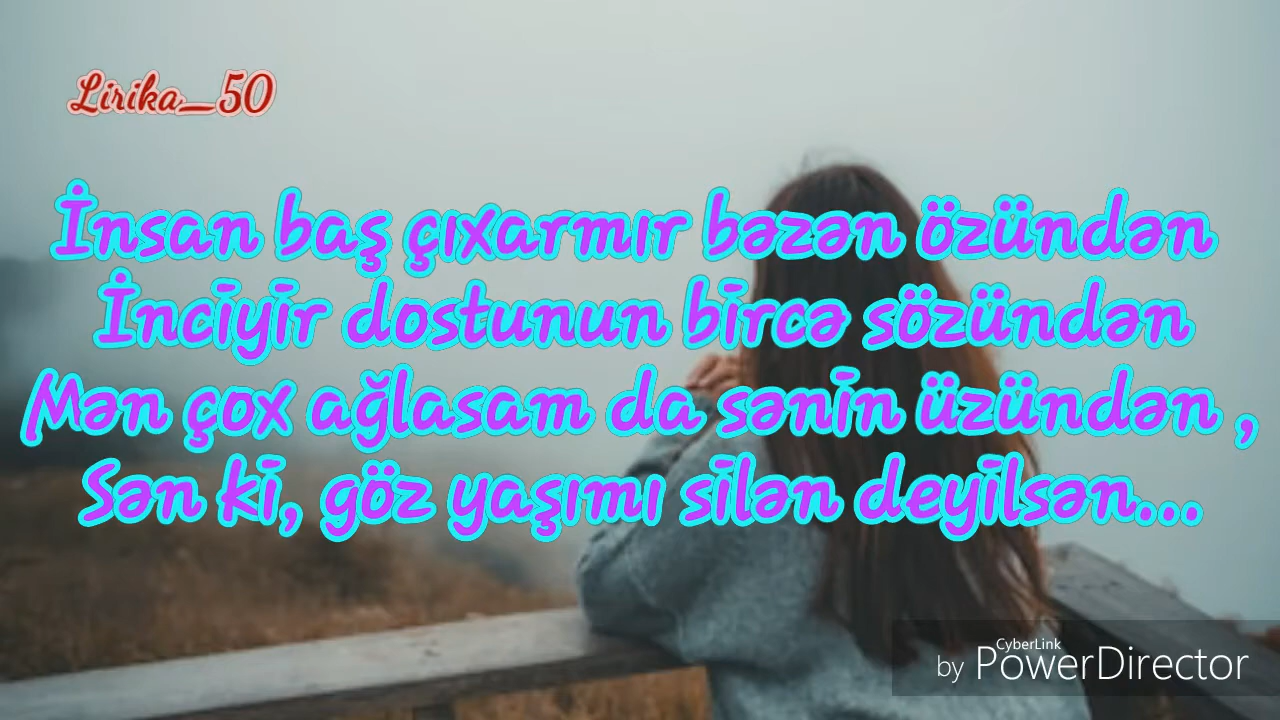 Lirika_50
İnsan baş çıxarmır bəzən özündən
İnciyir dostunun bircə sözündən
Mən çox ağlasam da sənin üzündən ,
Sən ki, göz yaşımı silən deyilsən...
CyberLink
by PowerDirector